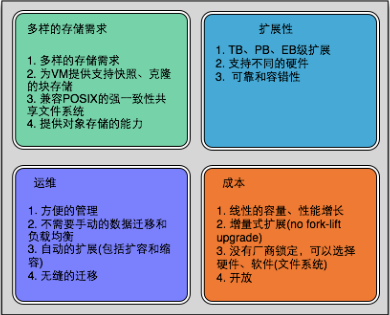 多样的存储需求
1. 多样的存储需求
2. 为VM提供支持快照、克隆
的块存储
3. 兼容POSIX的强一致性共
享文件系统
4. 提供对象存储的能力
扩展性
1. TB、PB、EB级扩展
2. 支持不同的硬件
3. 可靠和容错性
运维
1. 方便的管理
2. 不需要手动的数据迁移和
负载均衡
3. 自动的扩展(包括扩容和缩
容)
4. 无缝的迁移
成本
1. 线性的容量、性能增长
2. 增量式扩展(no fork-lift
upgrade)
3. 没有厂商锁定，可以选择
硬件、软件(文件系统)
4. 开放